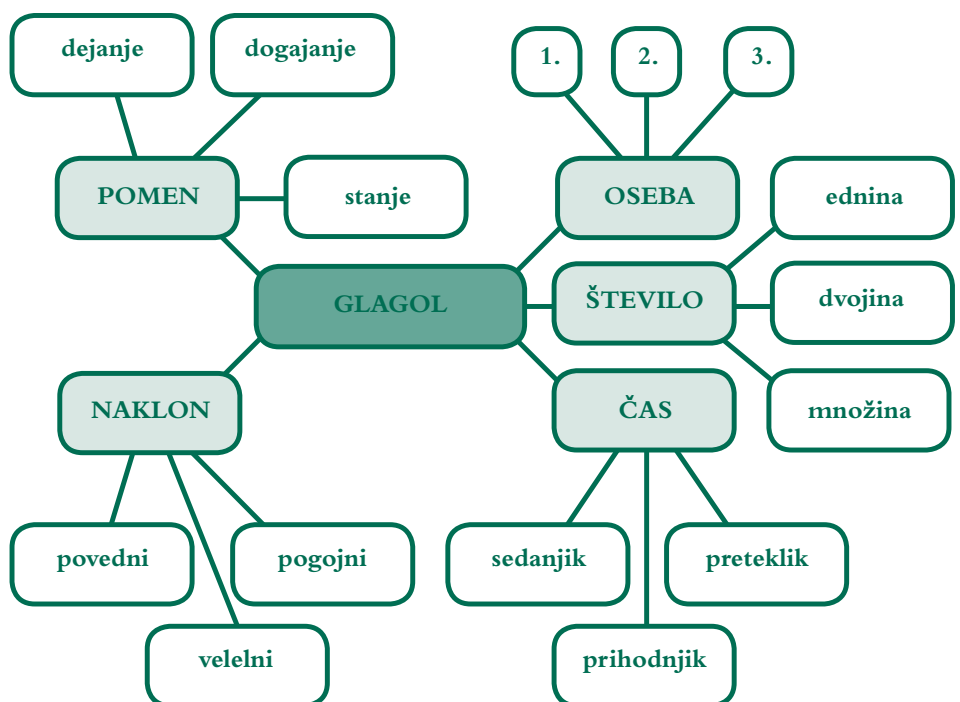 dejanje
dogajanje
1.
2.
3.
POMEN
stanje
OSEBA
ednina
GLAGOL
ŠTEVILO
dvojina
NAKLON
ČAS
množina
povedni
pogojni
sedanjik
preteklik
velelni
prihodnjik